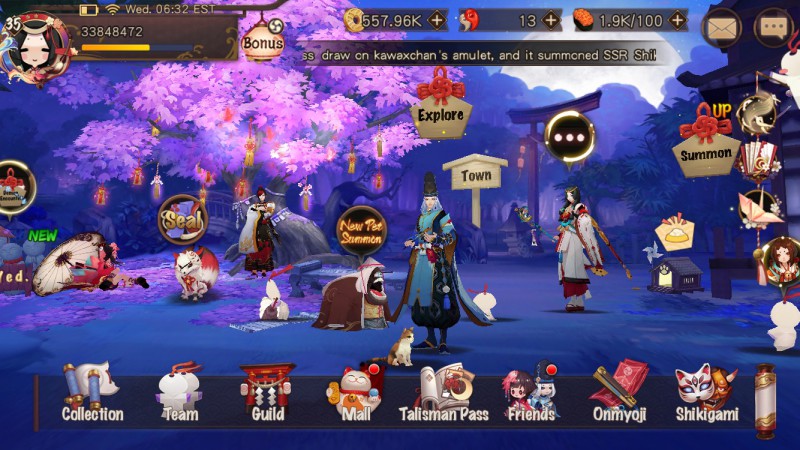 Wed. 06:32 EST
35
33848472
Bonus
557.96K
13
1.9K/100
ss draw on kawaxchan's amulet, and it summoned SSR Shi
Explore
UP
Summon
Town
Seal
New Pet
Summon
NEW
Wed.
Collection
Team
Guild
Mall
Talisman Pass
Friends
Onmyoji
Shikigami